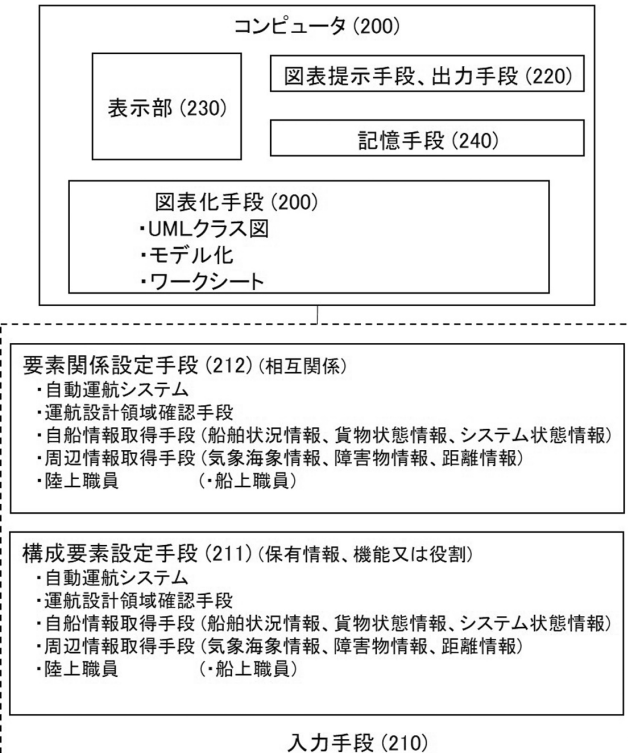 コンピュータ(200)
図表提示手段、出力手段(220)
表示部(230)
記憶手段(240)
図表化手段(200)
・UMLクラス図
・モデル化
・ワークシート
要素関係設定手段(212)(相互関係)
・自動運航システム
・運航設計領域確認手段
・自船情報取得手段(船舶状況情報、貨物状態情報、システム状態情報)
・周辺情報取得手段(気象海象情報、障害物情報、距離情報)
・陸上職員 (・船上職員)
構成要素設定手段(211)(保有情報、機能又は役割)
・自動運航システム
・運航設計領域確認手段
・自船情報取得手段(船舶状況情報、貨物状態情報、システム状態情報)
・周辺情報取得手段(気象海象情報、障害物情報、距離情報)
・陸上職員 (・船上職員)
入力手段(210)